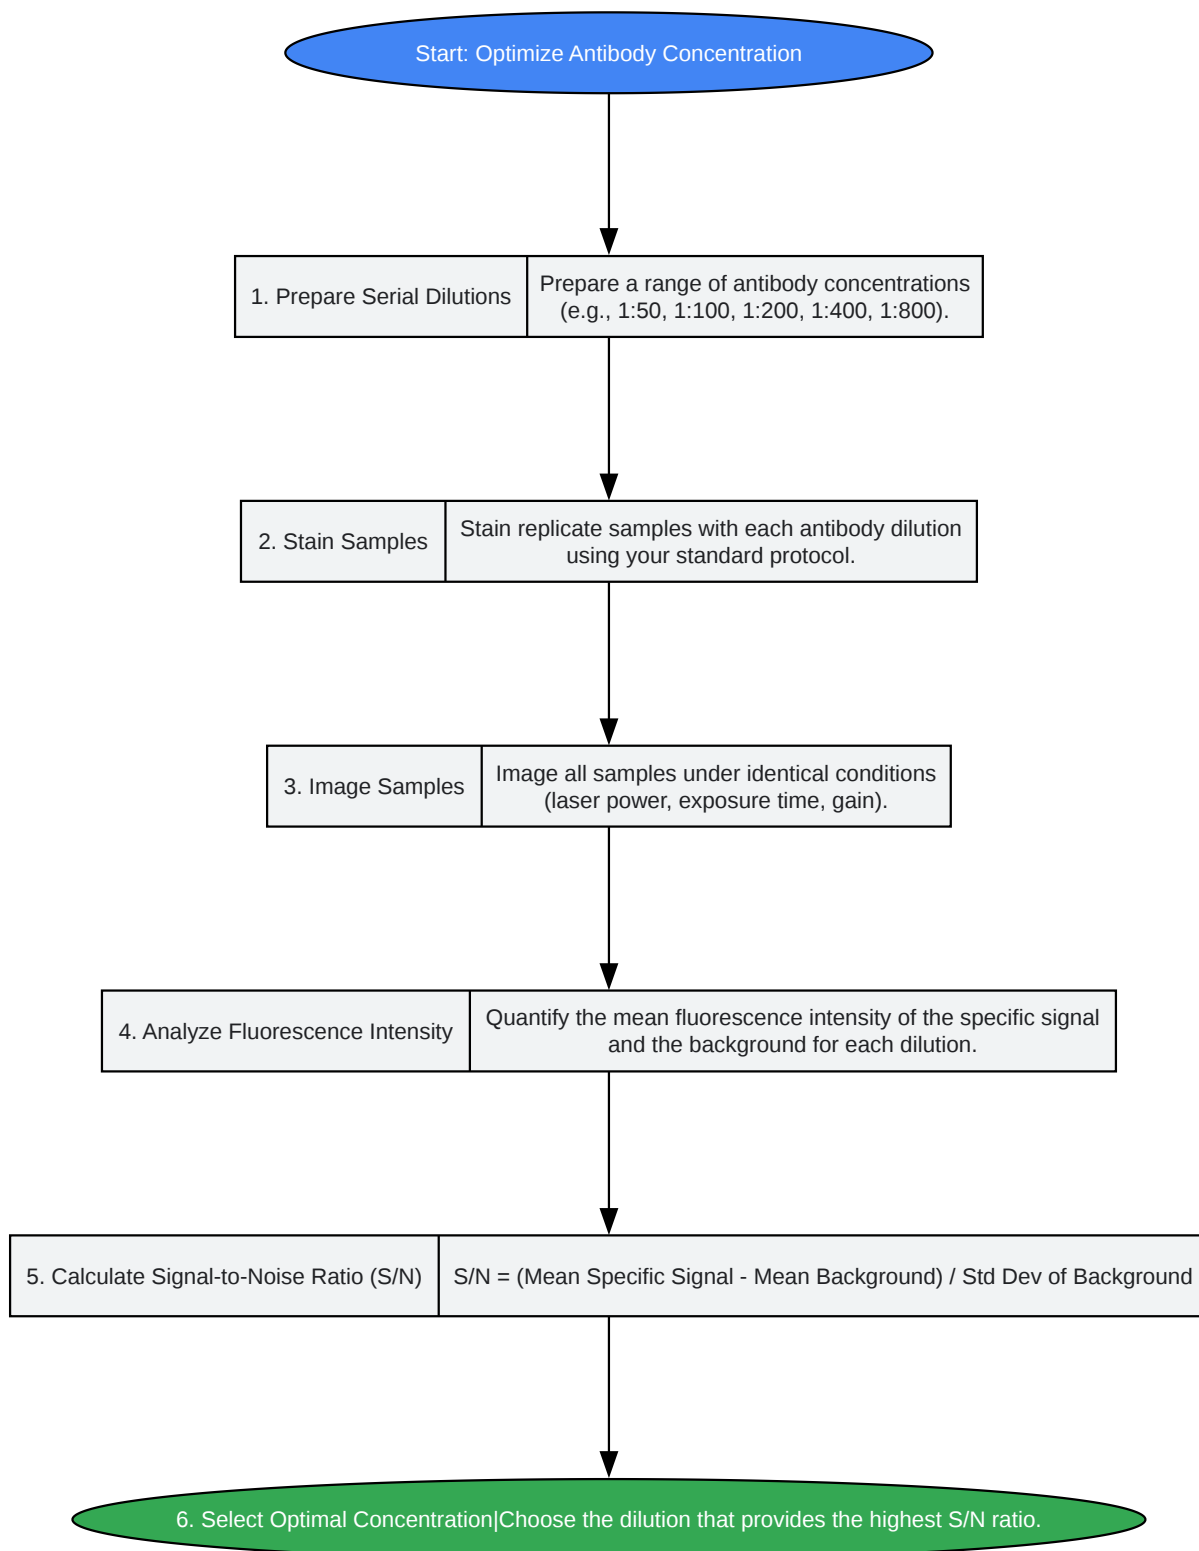 Start: Optimize Antibody Concentration
1. Prepare Serial Dilutions
Prepare a range of antibody concentrations
(e.g., 1:50, 1:100, 1:200, 1:400, 1:800).
2. Stain Samples
Stain replicate samples with each antibody dilution
using your standard protocol.
3. Image Samples
Image all samples under identical conditions
(laser power, exposure time, gain).
4. Analyze Fluorescence Intensity
Quantify the mean fluorescence intensity of the specific signal
and the background for each dilution.
5. Calculate Signal-to-Noise Ratio (S/N)
S/N = (Mean Specific Signal - Mean Background) / Std Dev of Background
6. Select Optimal Concentration|Choose the dilution that provides the highest S/N ratio.